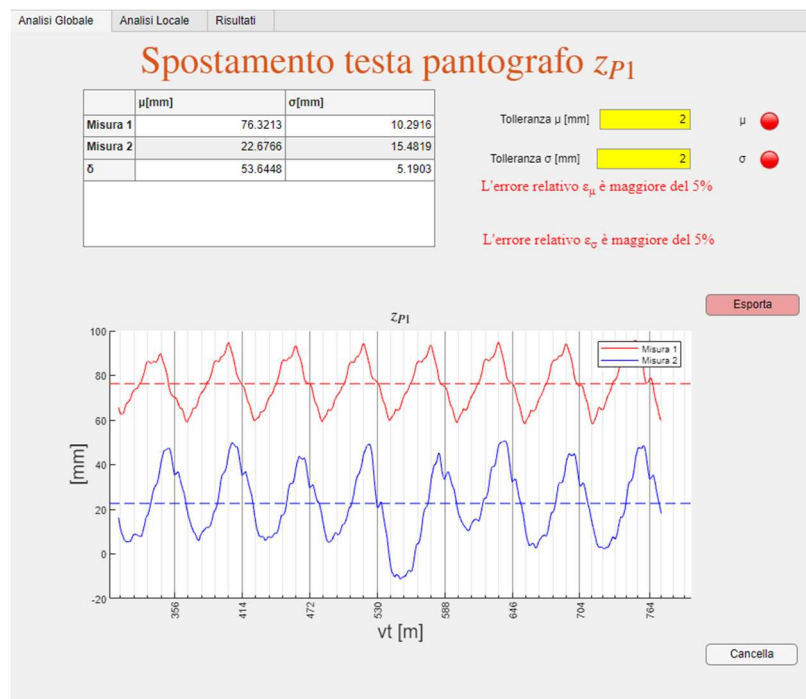 Analisi Globale Analisi Locale Risultati
Spostamento testa pantografo zP1
μ[mm] σ[mm]
Misura 1 76.3213 10.2916
Misura 2 22.6766 15.4819
δ 53.6448 5.1903
Tolleranza μ [mm] 2 μ
Tolleranza σ [mm] 2 σ
L'errore relativo εμ è maggiore del 5%
L'errore relativo εσ è maggiore del 5%
Esporta
zP1
Misura 1
Misura 2
100
80
60
40
20
0
-20
[mm]
356 414 472 530 588 646 704 764
vt [m]
Cancella